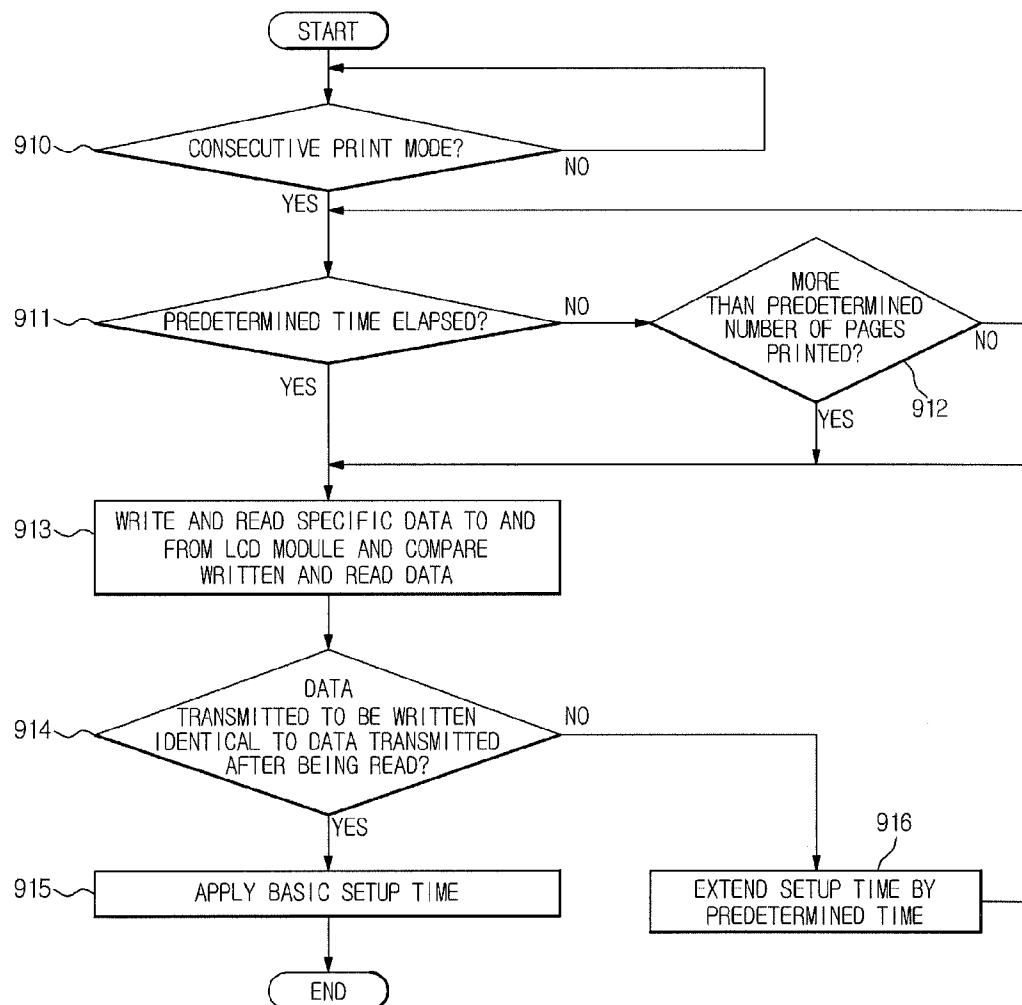 START
910
CONSECUTIVE PRINT MODE?
NO
YES
911
PREDETERMINED TIME ELAPSED?
NO
YES
MORE
THAN PREDETERMINED
NUMBER OF PAGES
PRINTED?
NO
912
YES
913
WRITE AND READ SPECIFIC DATA TO AND
FROM LCD MODULE AND COMPARE
WRITTEN AND READ DATA
914
DATA
TRANSMITTED TO BE WRITTEN
IDENTICAL TO DATA TRANSMITTED
AFTER BEING READ?
NO
YES
915
APPLY BASIC SETUP TIME
916
EXTEND SETUP TIME BY
PREDETERMINED TIME
END